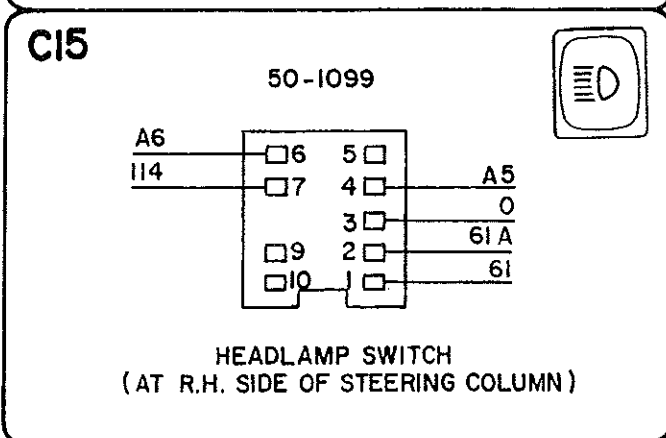 C15
50-1099
A6
6 5
114
7 4 A5
3 0
9 2 61A
10 1 61
HEADLAMP SWITCH
(AT R.H. SIDE OF STEERING COLUMN)